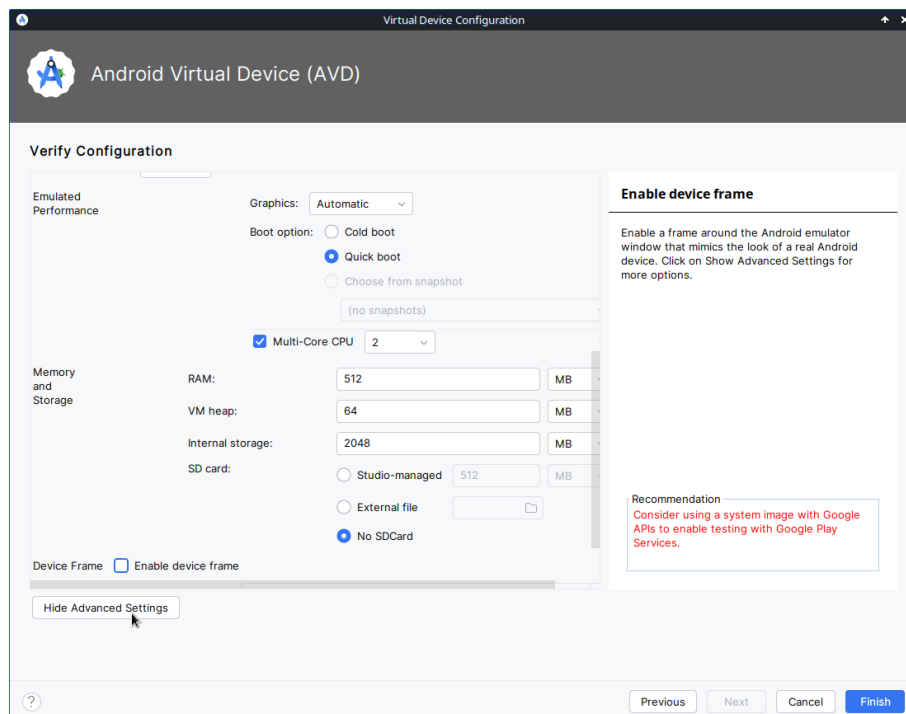 Virtual Device Configuration
Android Virtual Device (AVD)
Verify Configuration
Emulated
Performance
Graphics: Automatic
Boot option: Cold boot
Quick boot
Choose from snapshot
(no snapshots)
Multi-Core CPU 2
Memory
and
Storage
RAM: 512 MB
VM heap: 64 MB
Internal storage: 2048 MB
SD card:
Studio-managed 512 MB
External file
No SDCard
Device Frame Enable device frame
Hide Advanced Settings
Enable device frame
Enable a frame around the Android emulator
window that mimics the look of a real Android
device. Click on Show Advanced Settings for
more options.
Recommendation
Consider using a system image with Google
APIs to enable testing with Google Play
Services.
?
Previous Next Cancel Finish